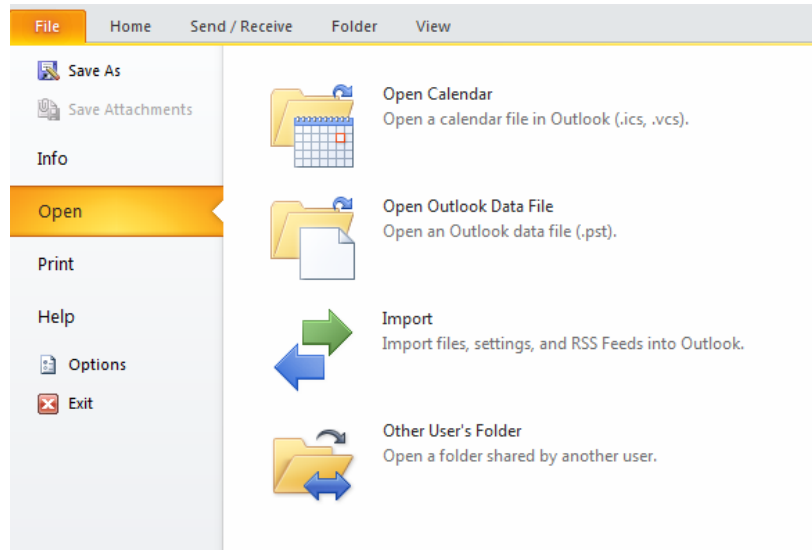 File Home Send / Receive Folder View
Save As
Save Attachments
Info
Open
Print
Help
Options
Exit
Open Calendar
Open a calendar file in Outlook (.ics, .vcs).
Open Outlook Data File
Open an Outlook data file (.pst).
Import
Import files, settings, and RSS Feeds into Outlook.
Other User's Folder
Open a folder shared by another user.